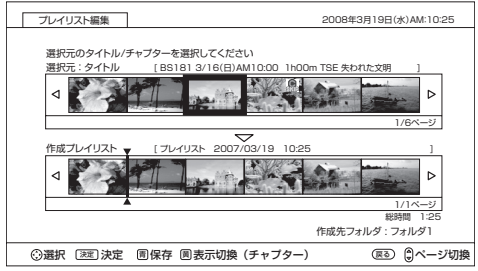 プレイリスト編集
2008年3月19日(水)AM:10:25
選択元のタイトル/チャプターを選択してください
選択元：タイトル [ BS181 3/16(日)AM10:00 1h00m TSE 失われた文明 ]
1/6ページ
作成プレイリスト [ プレイリスト 2007/03/19 10:25 ]
1/1ページ
総時間 1:25
作成先フォルダ：フォルダ1
選択 決定 決定 保存 表示切換（チャプター） 戻る ページ切換